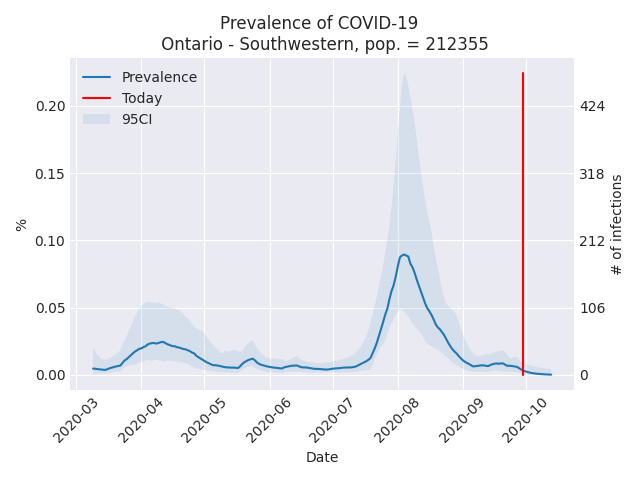 Prevalence of COVID-19
Ontario - Southwestern, pop. = 212355
Prevalence
Today
95CI
0.20
0.15
0.10
0.05
0.00
%
424
318
212
106
0
# of infections
2020-03
2020-04
2020-05
2020-06
2020-07
2020-08
2020-09
2020-10
Date